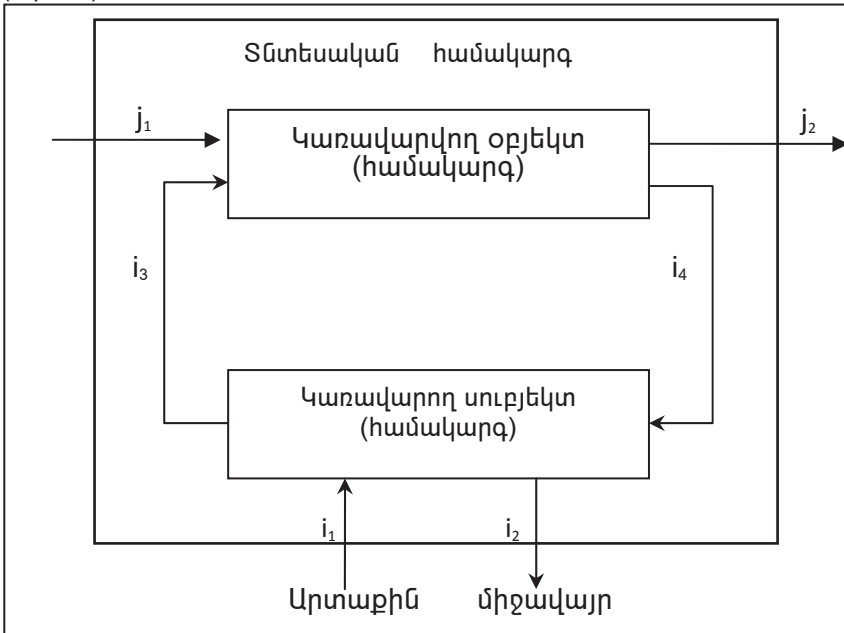 Տնտեսական համակարգ
j₁
j₂
Կառավարվող օբյեկտ
(համակարգ)
i₃
i₄
Կառավարող սուբյեկտ
(համակարգ)
i₁
i₂
Արտաքին միջավայր